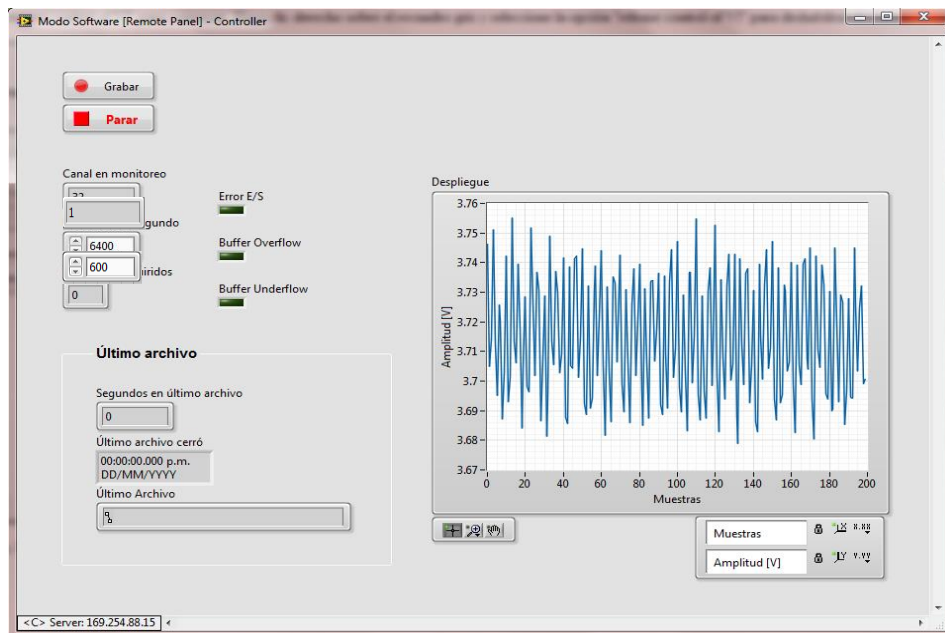 Modo Software [Remote Panel] - Controller
Grabar
Parar
Canal en monitoreo
1
gundo
6400
600
uiridos
0
Error E/S
Buffer Overflow
Buffer Underflow
Último archivo
Segundos en último archivo
0
Último archivo cerró
00:00:00.000 p.m.
DD/MM/YYYY
Último Archivo
Despliegue
Amplitud [V]
3.76
3.75
3.74
3.73
3.72
3.71
3.7
3.69
3.68
3.67
0 20 40 60 80 100 120 140 160 180 200
Muestras
Muestras
Amplitud [V]
<C> Server: 169.254.88.15